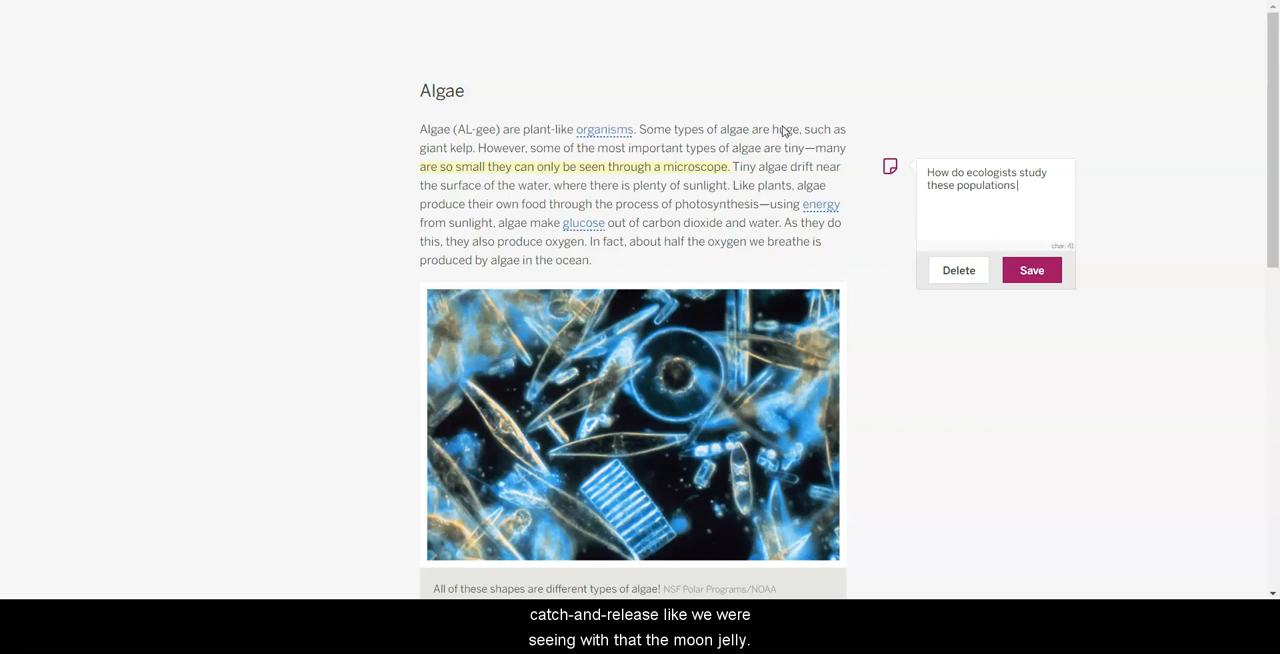 Algae
Algae (AL-gee) are plant-like organisms. Some types of algae are huge, such as
giant kelp. However, some of the most important types of algae are tiny—many
are so small they can only be seen through a microscope. Tiny algae drift near
the surface of the water, where there is plenty of sunlight. Like plants, algae
produce their own food through the process of photosynthesis—using energy
from sunlight, algae make glucose out of carbon dioxide and water. As they do
this, they also produce oxygen. In fact, about half the oxygen we breathe is
produced by algae in the ocean.
How do ecologists study
these populations
char: 41
Delete Save
All of these shapes are different types of algae! NSF Polar Programs/NOAA
catch-and-release like we were
seeing with that the moon jelly.